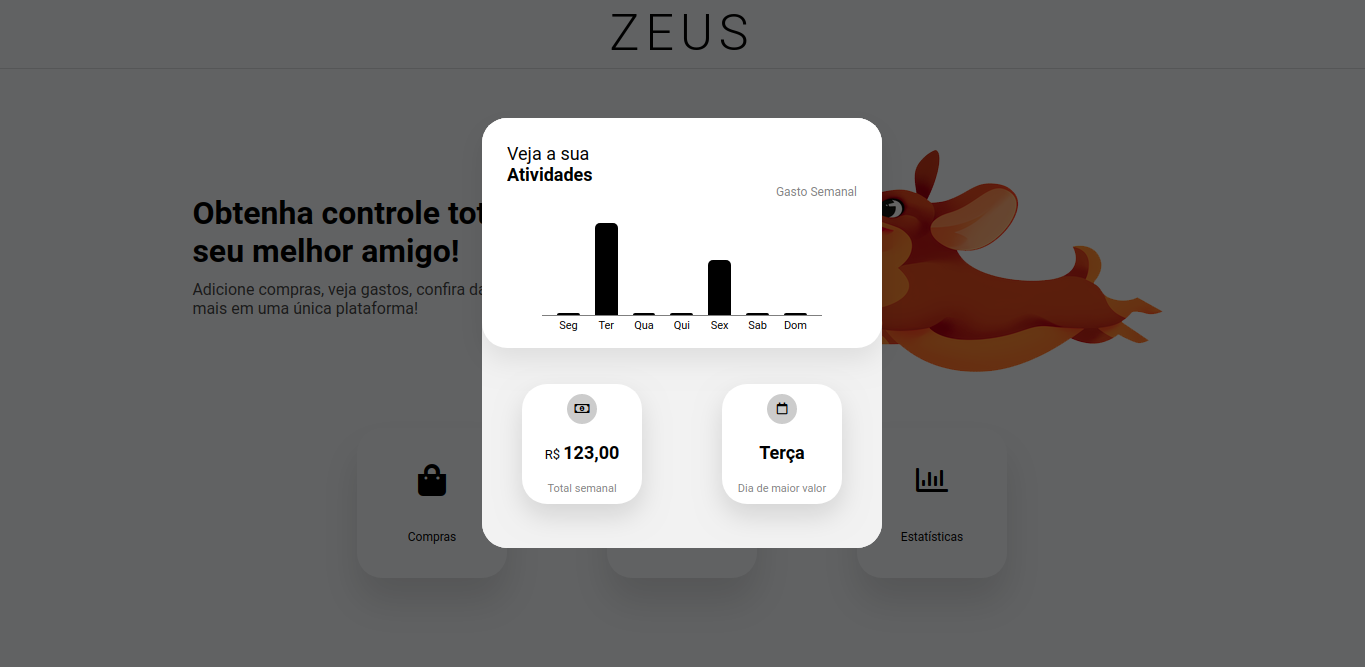 ZEUS
Veja a sua
Atividades
Gasto Semanal
Seg Ter Qua Qui Sex Sab Dom
R$ 123,00
Total semanal
Terça
Dia de maior valor
Obtenha controle
seu melhor amigo!
Adicione compras, veja gastos, confira
mais em uma única plataforma!
Compras
Estatísticas